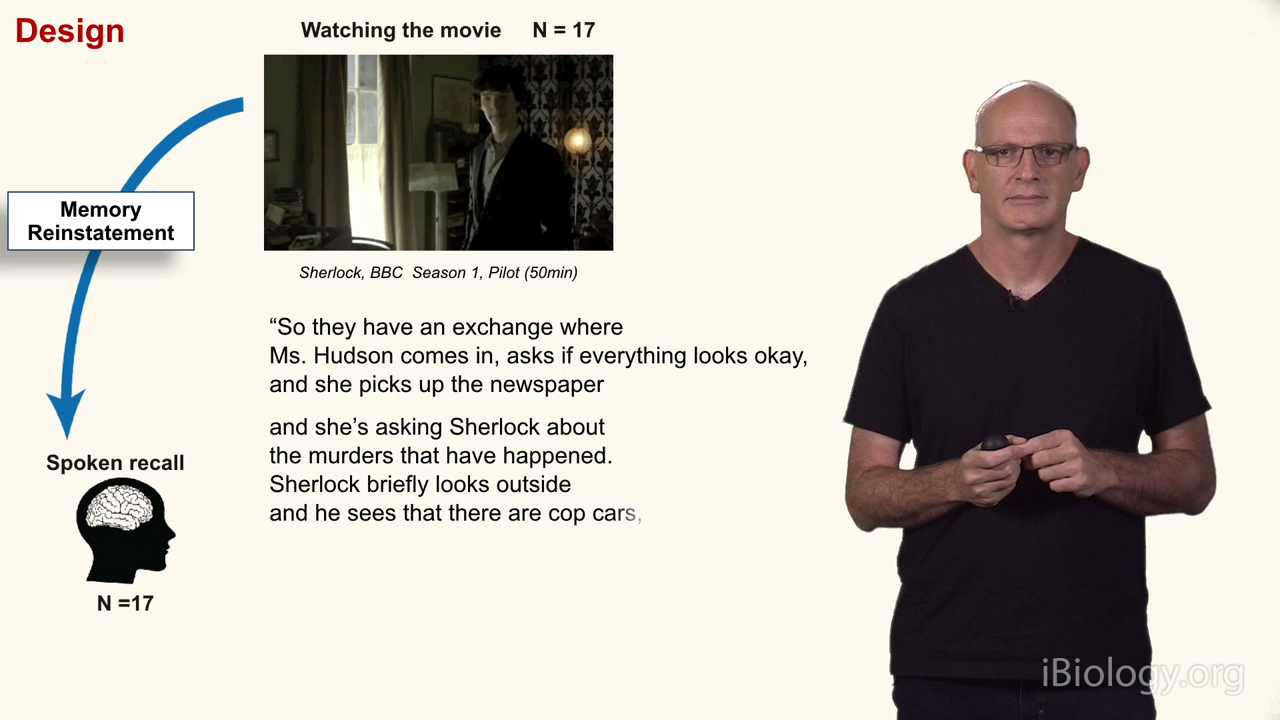 Design
Watching the movie N = 17
Memory
Reinstatement
Sherlock, BBC Season 1, Pilot (50min)
“So they have an exchange where
Ms. Hudson comes in, asks if everything looks okay,
and she picks up the newspaper
and she’s asking Sherlock about
the murders that have happened.
Sherlock briefly looks outside
and he sees that there are cop cars,
Spoken recall
N =17
iBiology.org